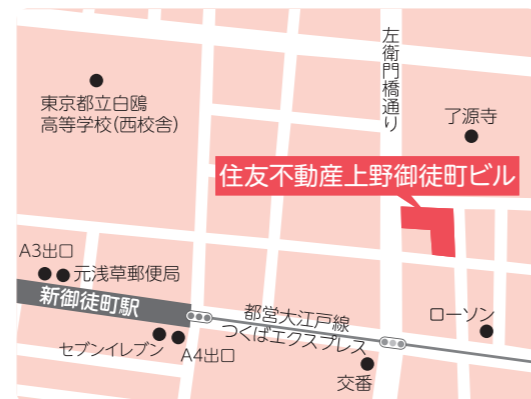 左衛門橋通り
東京都立白鴎
高等学校(西校舎)
了源寺
住友不動産上野御徒町ビル
A3出口
元浅草郵便局
新御徒町駅
都営大江戸線
つくばエクスプレス
ローソン
セブンイレブン
A4出口
交番